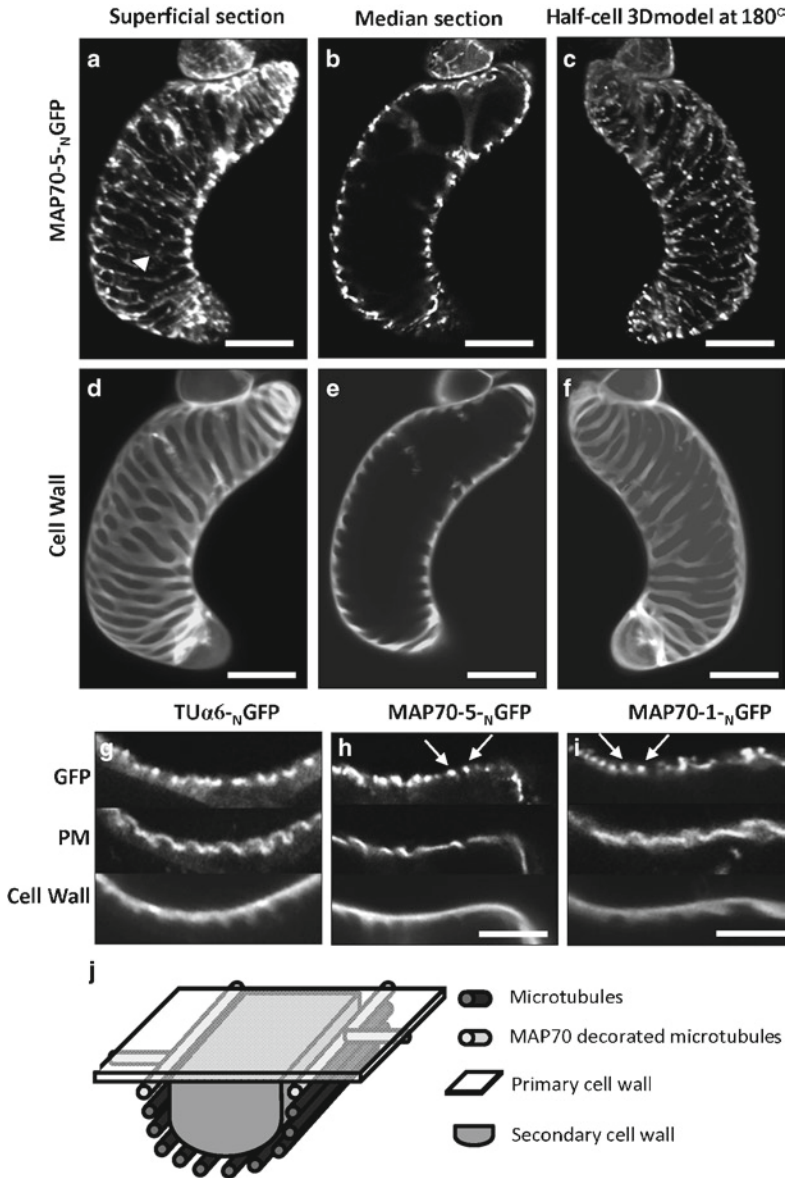 Superficial section
Median section
Half-cell 3Dmodel at 180°
MAP70-5-NGFP
a
b
c
Cell Wall
d
e
f
TUα6-NGFP
MAP70-5-NGFP
MAP70-1-NGFP
g
h
i
GFP
PM
Cell Wall
j
Microtubules
MAP70 decorated microtubules
Primary cell wall
Secondary cell wall